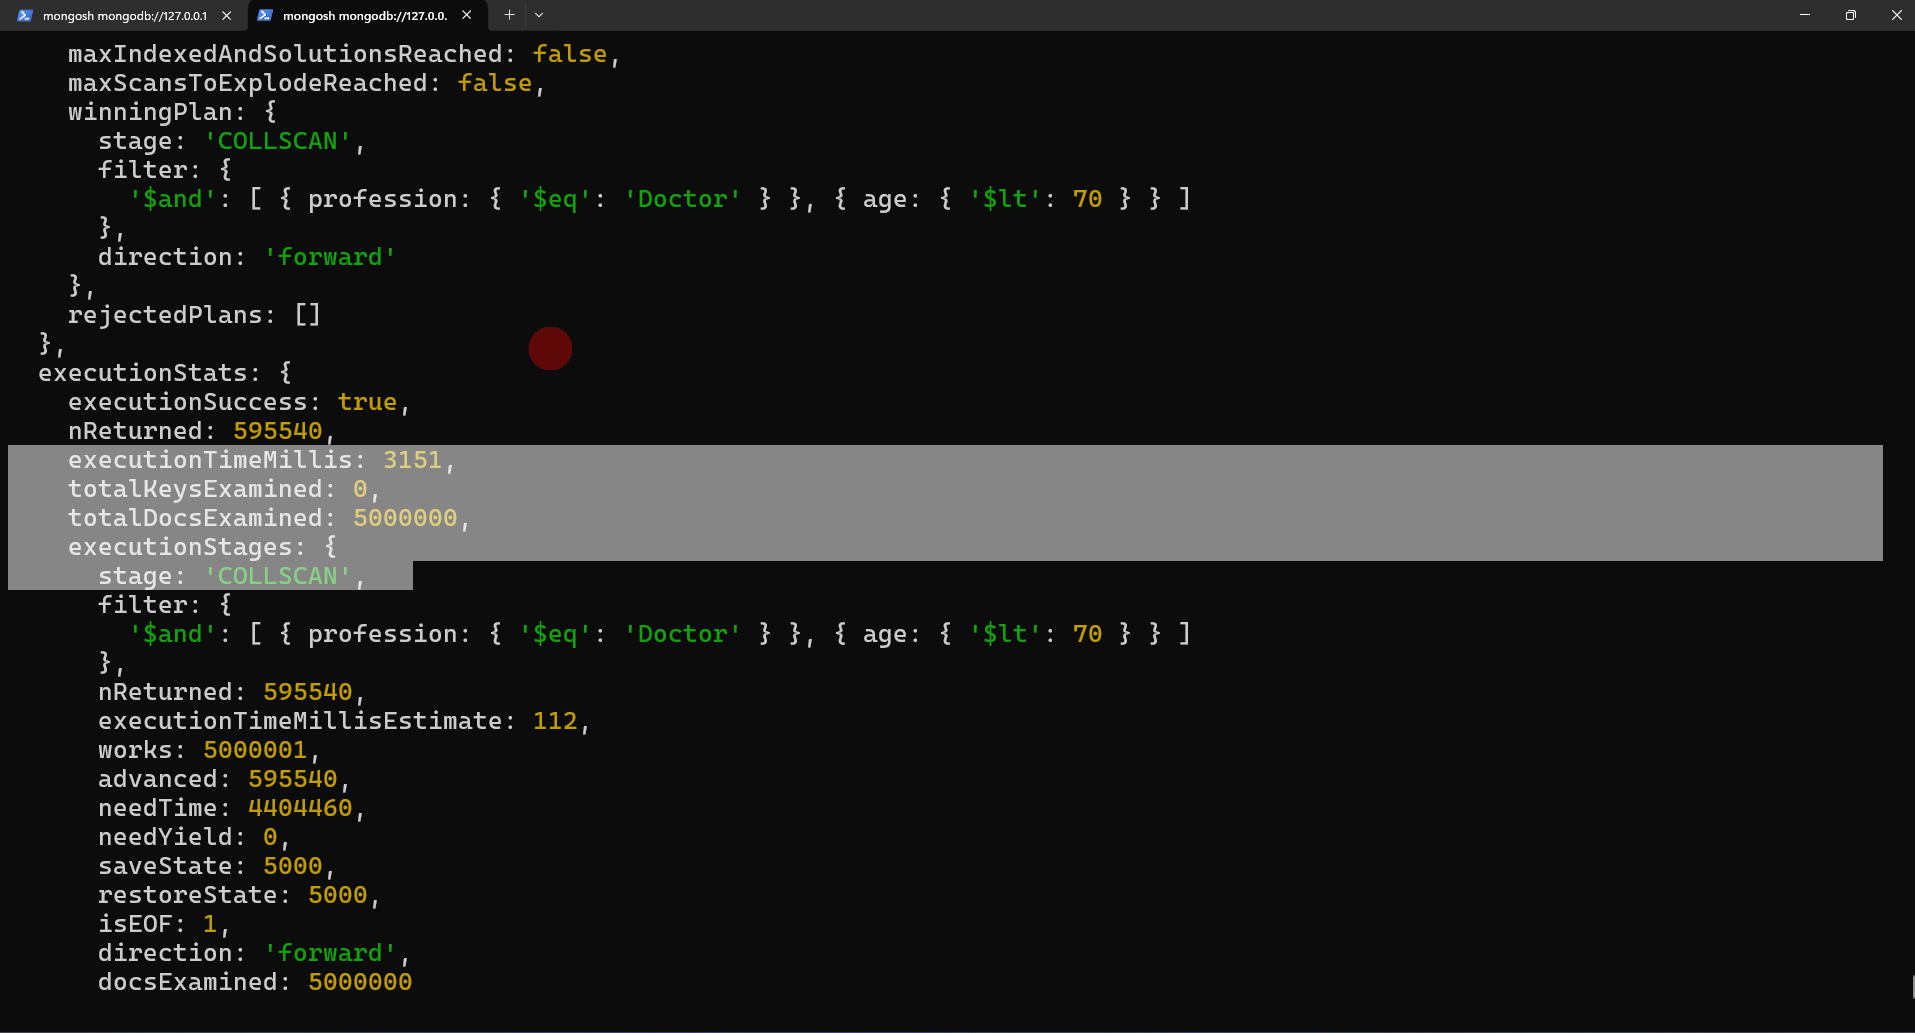 mongosh mongodb://127.0.0.1
mongosh mongodb://127.0.0.
maxIndexedAndSolutionsReached: false,
maxScansToExplodeReached: false,
winningPlan: {
stage: 'COLLSCAN',
filter: {
'$and': [ { profession: { '$eq': 'Doctor' } }, { age: { '$lt': 70 } } ]
},
direction: 'forward'
},
rejectedPlans: []
},
executionStats: {
executionSuccess: true,
nReturned: 595540,
executionTimeMillis: 3151,
totalKeysExamined: 0,
totalDocsExamined: 5000000,
executionStages: {
stage: 'COLLSCAN',
filter: {
'$and': [ { profession: { '$eq': 'Doctor' } }, { age: { '$lt': 70 } } ]
},
nReturned: 595540,
executionTimeMillisEstimate: 112,
works: 5000001,
advanced: 595540,
needTime: 4404460,
needYield: 0,
saveState: 5000,
restoreState: 5000,
isEOF: 1,
direction: 'forward',
docsExamined: 5000000